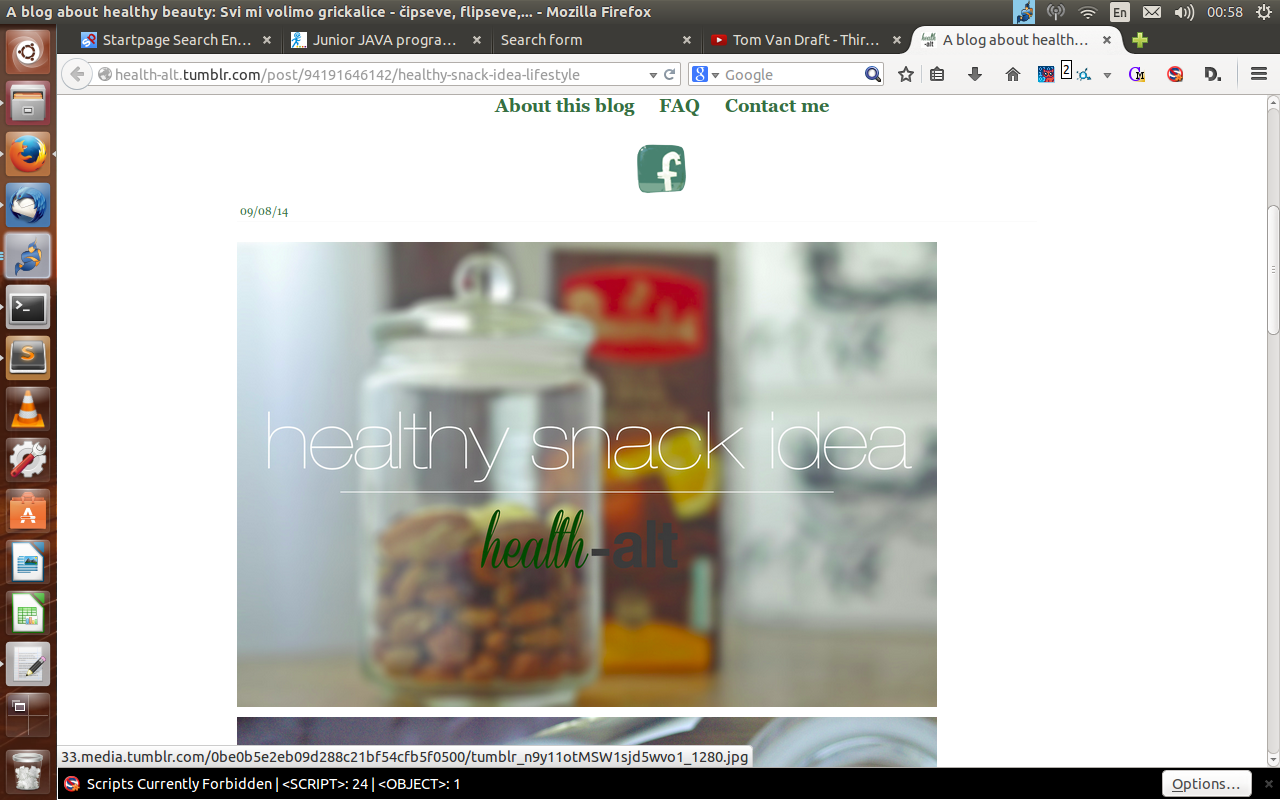 A blog about healthy beauty: Svi mi volimo grickalice - čipseve, flipseve,... - Mozilla Firefox
En
00:58
Startpage Search En...
Junior JAVA progra...
Search form
Tom Van Draft - Thir...
A blog about health...
health-alt.tumblr.com/post/94191646142/healthy-snack-idea-lifestyle
Google
2
D.
About this blog
FAQ
Contact me
f
09/08/14
healthy snack idea
health-alt
33.media.tumblr.com/0be0b5e2eb09d288c21bf54cfb5f0500/tumblr_n9y11otMSW1sjd5wvo1_1280.jpg
Scripts Currently Forbidden | <SCRIPT>: 24 | <OBJECT>: 1
Options...